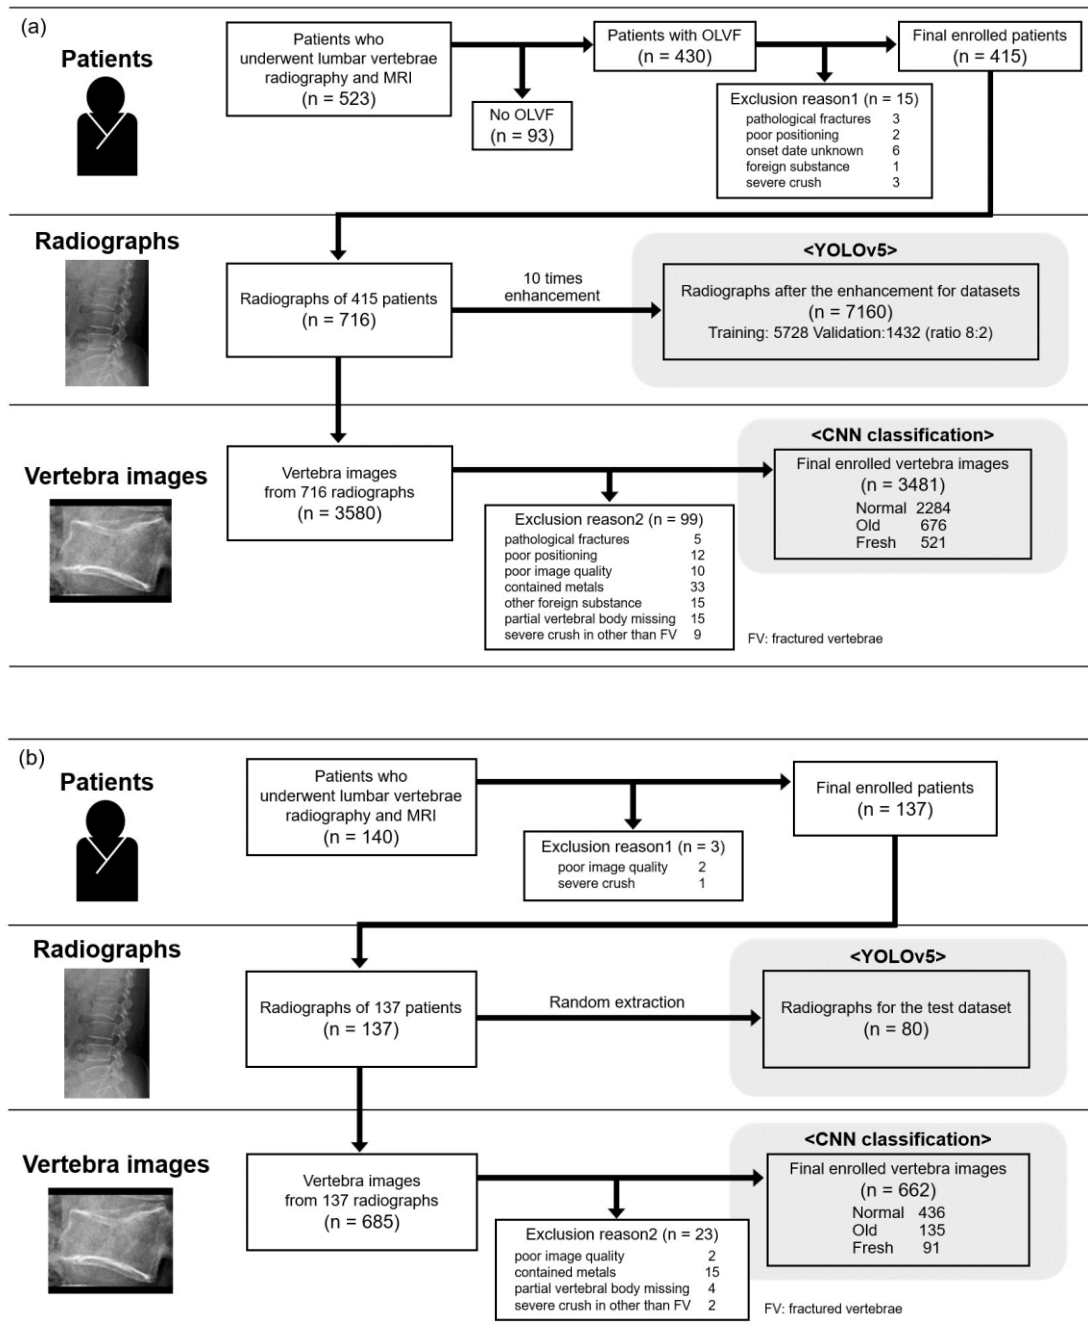 (a)
Patients
Patients who
underwent lumbar vertebrae
radiography and MRI
(n = 523)
No OLVF
(n = 93)
Patients with OLVF
(n = 430)
Exclusion reason1 (n = 15)
pathological fractures 3
poor positioning 2
onset date unknown 6
foreign substance 1
severe crush 3
Final enrolled patients
(n = 415)
Radiographs
Radiographs of 415 patients
(n = 716)
10 times
enhancement
<YOLOv5>
Radiographs after the enhancement for datasets
(n = 7160)
Training: 5728 Validation:1432 (ratio 8:2)
Vertebra images
Vertebra images
from 716 radiographs
(n = 3580)
Exclusion reason2 (n = 99)
pathological fractures 5
poor positioning 12
poor image quality 10
contained metals 33
other foreign substance 15
partial vertebral body missing 15
severe crush in other than FV 9
<CNN classification>
Final enrolled vertebra images
(n = 3481)
Normal 2284
Old 676
Fresh 521
FV: fractured vertebrae
(b)
Patients
Patients who
underwent lumbar vertebrae
radiography and MRI
(n = 140)
Exclusion reason1 (n = 3)
poor image quality 2
severe crush 1
Final enrolled patients
(n = 137)
Radiographs
Radiographs of 137 patients
(n = 137)
Random extraction
<YOLOv5>
Radiographs for the test dataset
(n = 80)
Vertebra images
Vertebra images
from 137 radiographs
(n = 685)
Exclusion reason2 (n = 23)
poor image quality 2
contained metals 15
partial vertebral body missing 4
severe crush in other than FV 2
<CNN classification>
Final enrolled vertebra images
(n = 662)
Normal 436
Old 135
Fresh 91
FV: fractured vertebrae